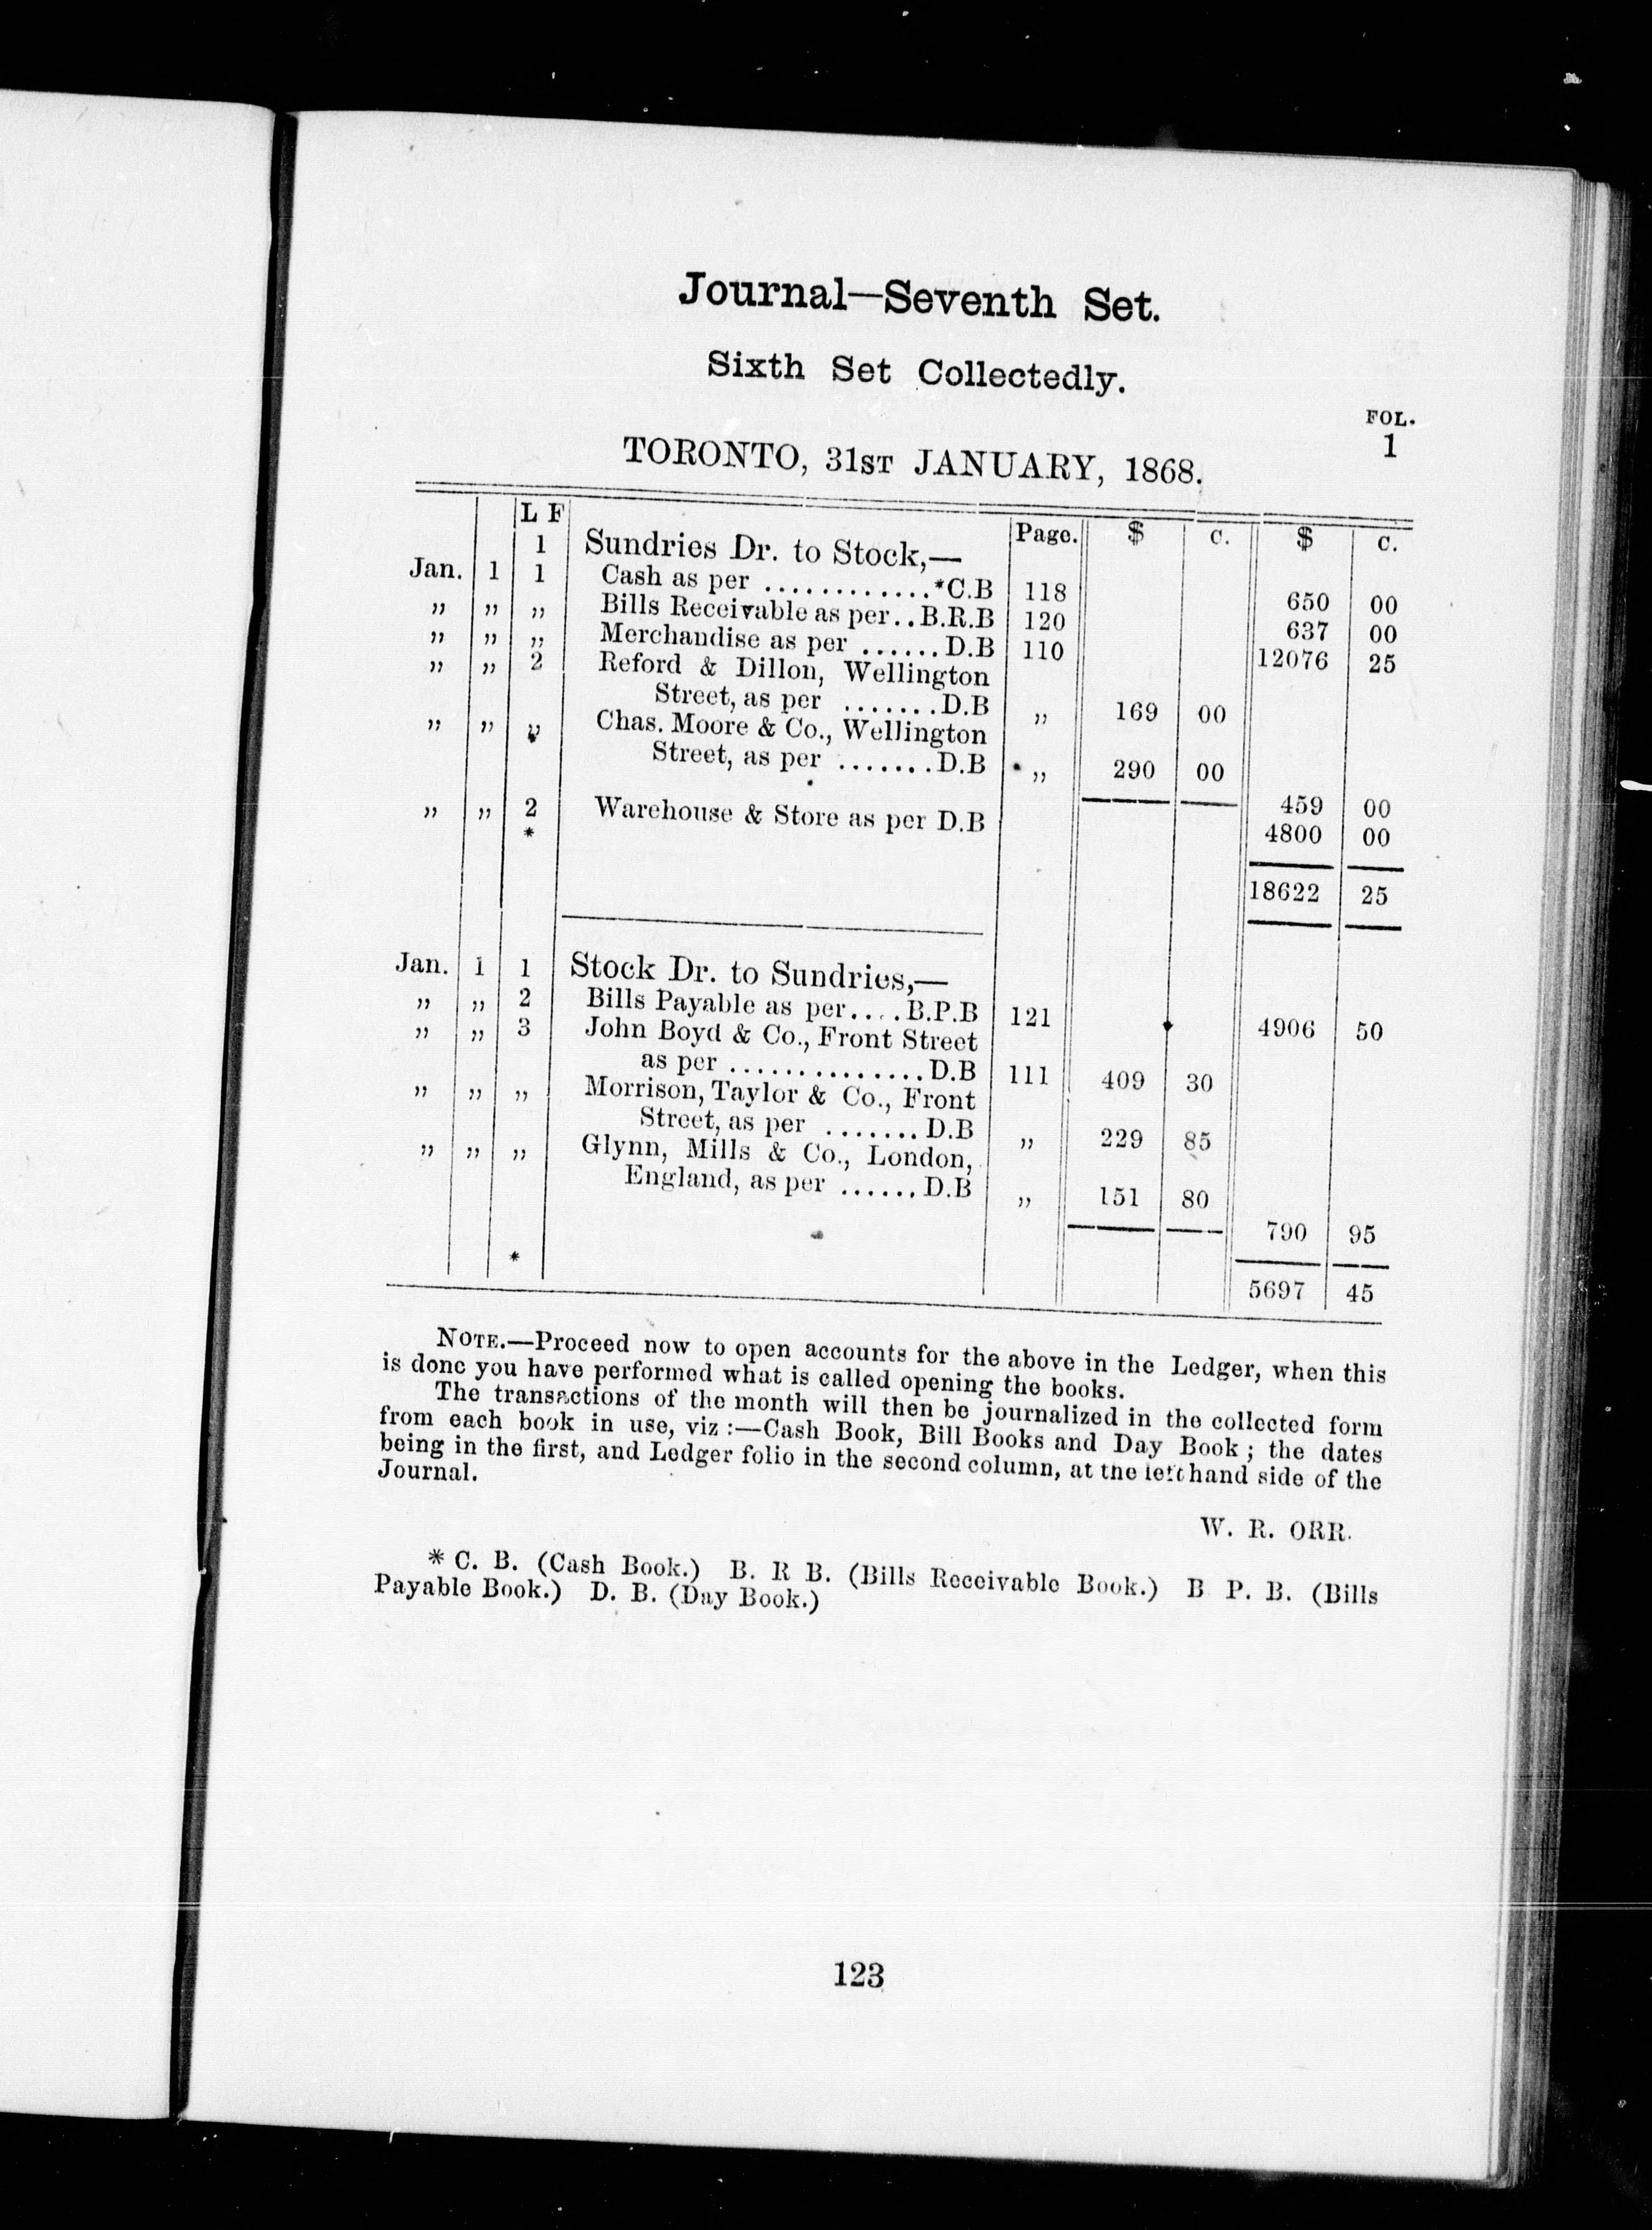 Journal—Seventh Set.
Sixth Set Collectedly.
FOL.
TORONTO, 31ST JANUARY, 1868. 1
L F Page. $ c. $ c.
1 Sundries Dr. to Stock,—
Jan. 1 1 Cash as per ............*C.B 118 650 00
„ „ „ Bills Receivable as per..B.R.B 120 637 00
„ „ „ Merchandise as per ......D.B 110 12076 25
„ „ 2 Reford & Dillon, Wellington
Street, as per .......D.B „ 169 00
„ „ „ Chas. Moore & Co., Wellington
* Street, as per .......D.B „ 290 00
459 00
„ „ 2 Warehouse & Store as per D.B 4800 00
*
18622 25
Jan. 1 1 Stock Dr. to Sundries,—
„ „ 2 Bills Payable as per....B.P.B 121 4906 50
„ „ 3 John Boyd & Co., Front Street
as per ..............D.B 111 409 30
„ „ „ Morrison, Taylor & Co., Front
Street, as per .......D.B „ 229 85
„ „ „ Glynn, Mills & Co., London,
England, as per ......D.B „ 151 80
790 95
*
5697 45
NOTE.—Proceed now to open accounts for the above in the Ledger, when this
is done you have performed what is called opening the books.
The transactions of the month will then be journalized in the collected form
from each book in use, viz :—Cash Book, Bill Books and Day Book ; the dates
being in the first, and Ledger folio in the second column, at the left hand side of the
Journal.
W. R. ORR.
* C. B. (Cash Book.) B. R B. (Bills Receivable Book.) B P. B. (Bills
Payable Book.) D. B. (Day Book.)
123